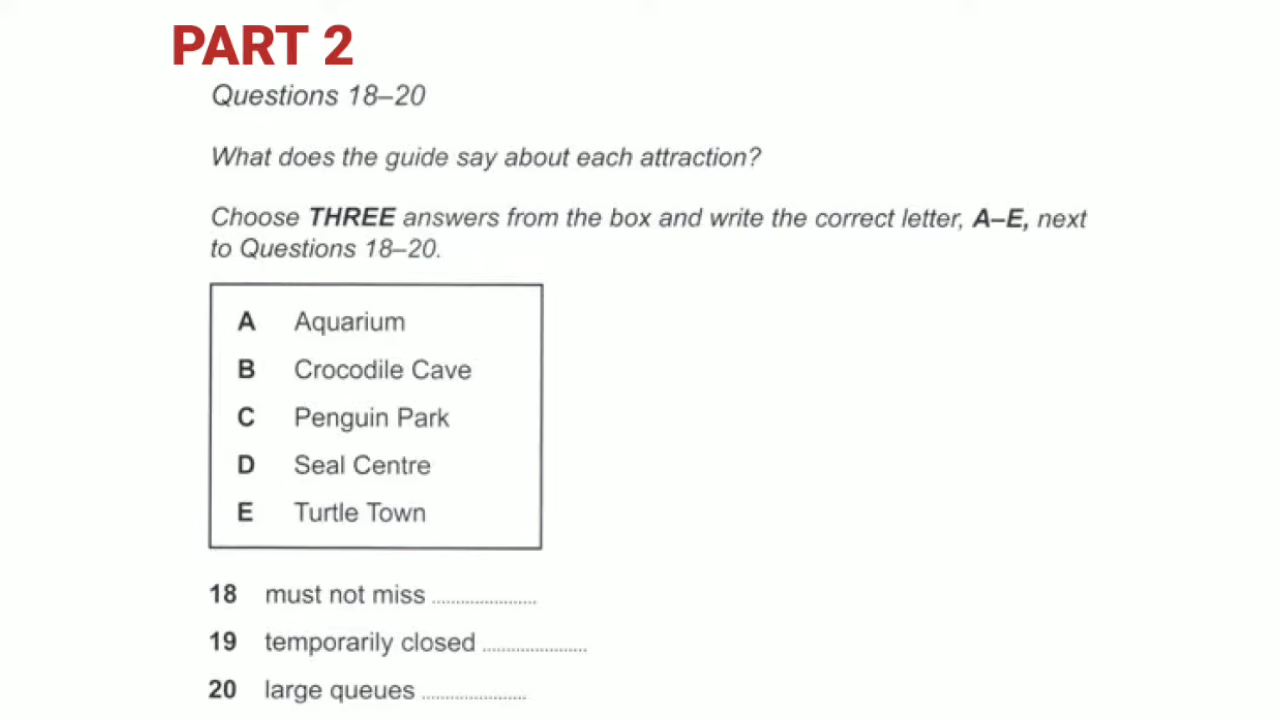 PART 2
Questions 18–20
What does the guide say about each attraction?
Choose THREE answers from the box and write the correct letter, A–E, next
to Questions 18–20.
A Aquarium
B Crocodile Cave
C Penguin Park
D Seal Centre
E Turtle Town
18 must not miss ......................
19 temporarily closed ......................
20 large queues ......................